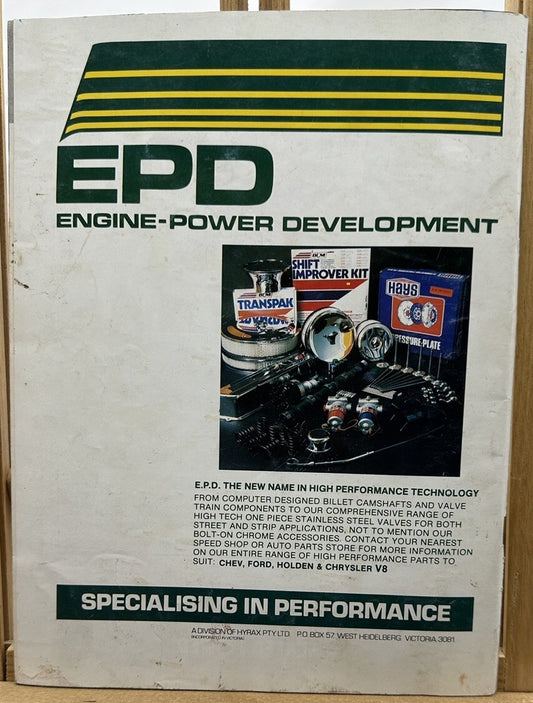 EPD
ENGINE-POWER DEVELOPMENT
B&M
SHIFT
IMPROVER KIT
B&M
TRANSPAK
HAYS
PRESSURE-PLATE
E.P.D. THE NEW NAME IN HIGH PERFORMANCE TECHNOLOGY
FROM COMPUTER DESIGNED BILLET CAMSHAFTS AND VALVE
TRAIN COMPONENTS TO OUR COMPREHENSIVE RANGE OF
HIGH TECH ONE PIECE STAINLESS STEEL VALVES FOR BOTH
STREET AND STRIP APPLICATIONS, NOT TO MENTION OUR
BOLT-ON CHROME ACCESSORIES. CONTACT YOUR NEAREST
SPEED SHOP OR AUTO PARTS STORE FOR MORE INFORMATION
ON OUR ENTIRE RANGE OF HIGH PERFORMANCE PARTS TO
SUIT: CHEV, FORD, HOLDEN & CHRYSLER V8
SPECIALISING IN PERFORMANCE
A DIVISION OF HYRAX PTY LTD. P.O. BOX 57, WEST HEIDELBERG, VICTORIA, 3081
(INCORPORATED IN VICTORIA)